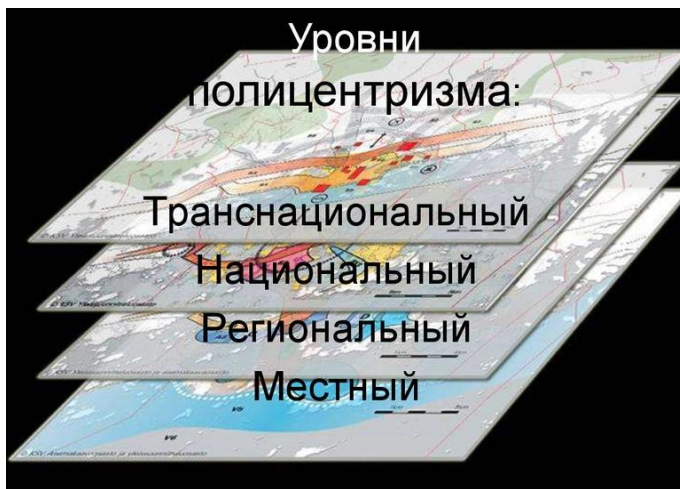 Уровни
полицентризма:
Транснациональный
Национальный
Региональный
Местный